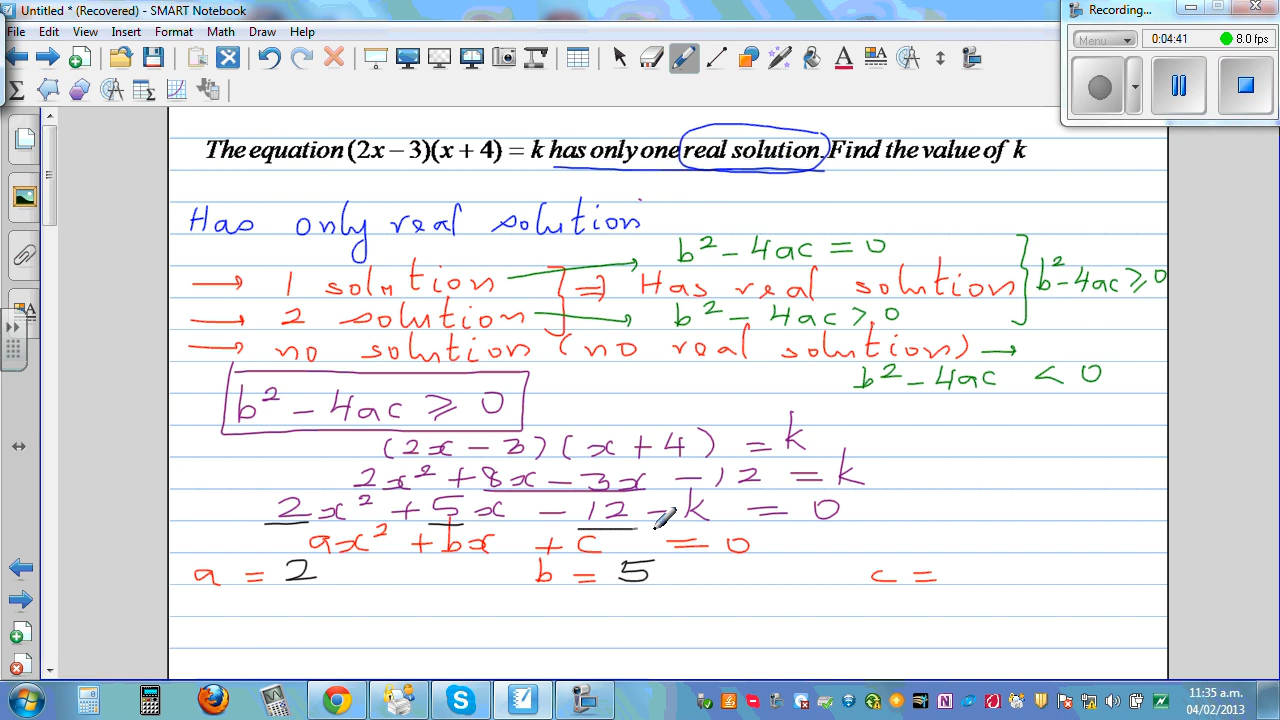 Untitled * (Recovered) - SMART Notebook
File Edit View Insert Format Math Draw Help
Recording...
Menu 0:04:41 8.0 fps
The equation (2x − 3)(x + 4) = k has only one real solution. Find the value of k
Has only real solution
b² − 4ac = 0
→ 1 solution ⇒ Has real solution b² − 4ac ≥ 0
→ 2 solution → b² − 4ac > 0
→ no solution (no real solution) →
b² − 4ac < 0
b² − 4ac ≥ 0
(2x − 3)(x + 4) = k
2x² + 8x − 3x − 12 = k
2x² + 5x − 12 − k = 0
ax² + bx + c = 0
a = 2 b = 5 c =
11:35 a.m.
04/02/2013